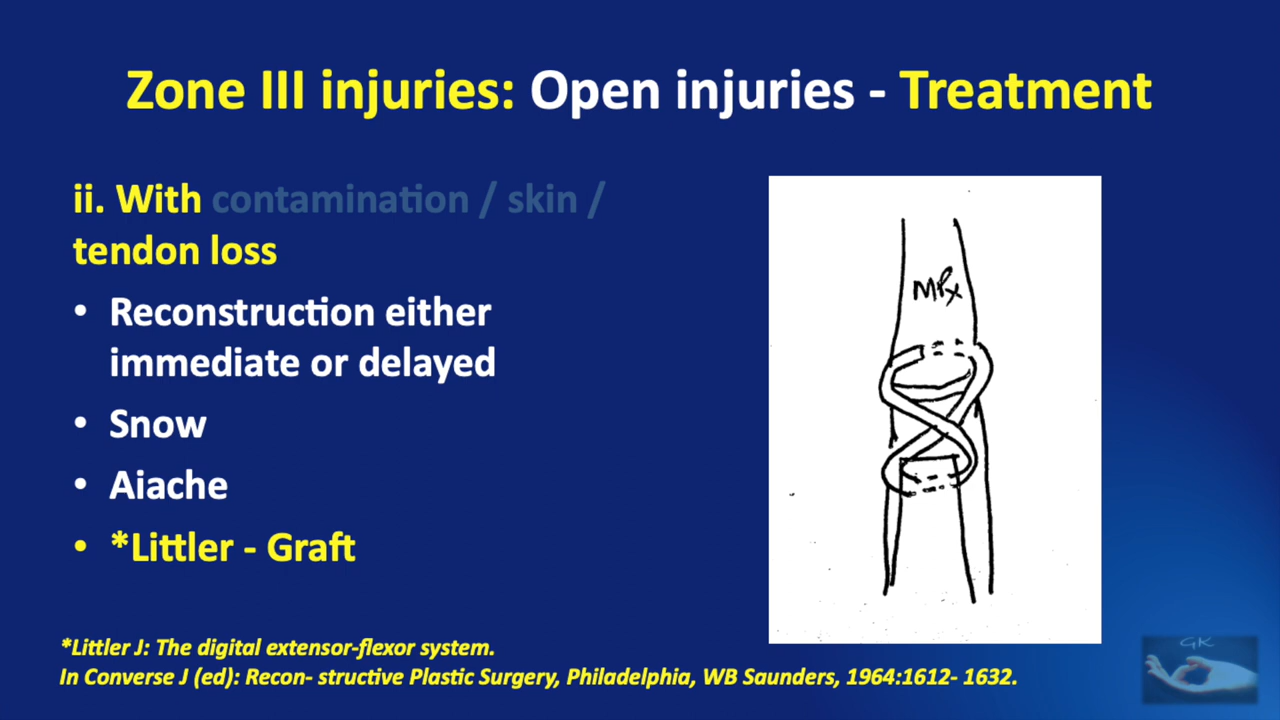 Zone III injuries: Open injuries - Treatment
ii. With contamination / skin /
tendon loss
• Reconstruction either
immediate or delayed
• Snow
• Aiache
• *Littler - Graft
MPx
*Littler J: The digital extensor-flexor system.
In Converse J (ed): Recon- structive Plastic Surgery, Philadelphia, WB Saunders, 1964:1612- 1632.
GK